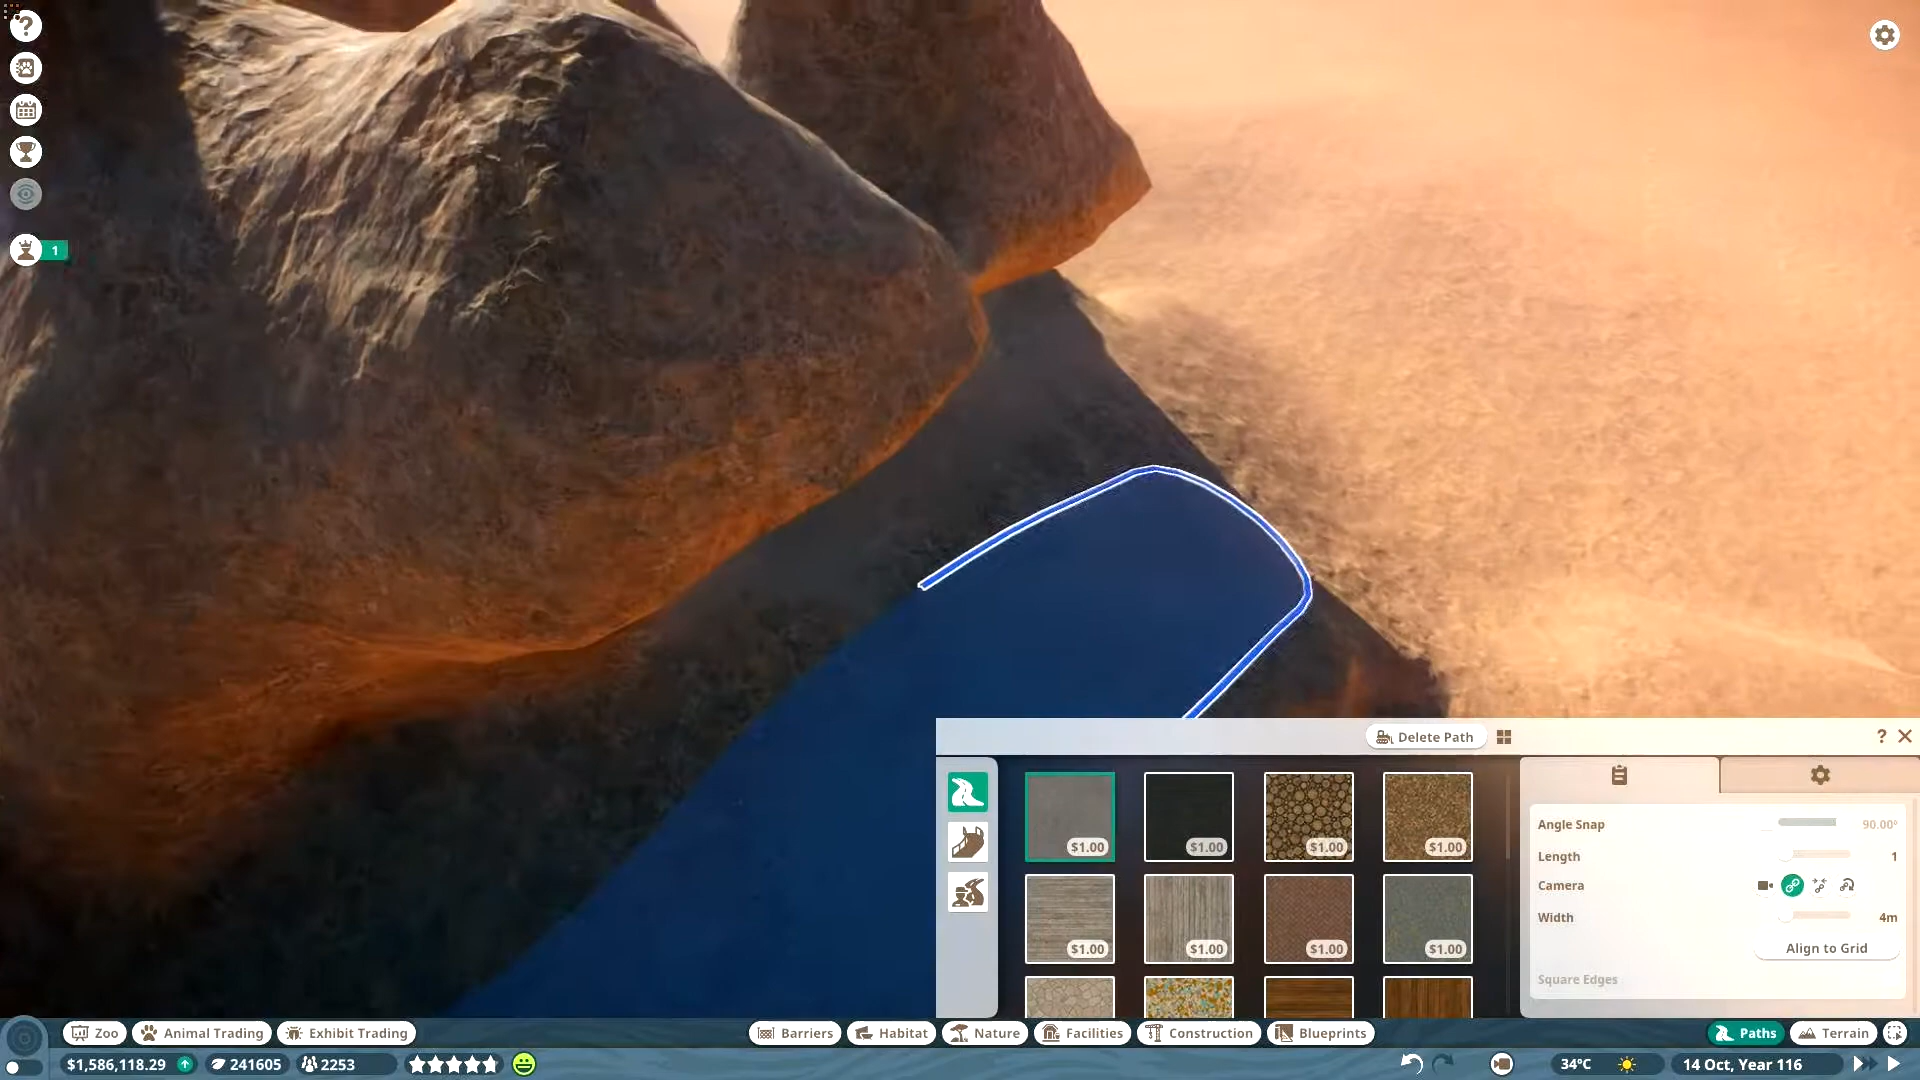 1
Delete Path
?
$1.00 $1.00 $1.00 $1.00
$1.00 $1.00 $1.00 $1.00
Angle Snap 90.00°
Length 1
Camera
Width 4m
Align to Grid
Square Edges
Zoo Animal Trading Exhibit Trading Barriers Habitat Nature Facilities Construction Blueprints Paths Terrain
$1,586,118.29 241605 2253 34°C 14 Oct, Year 116